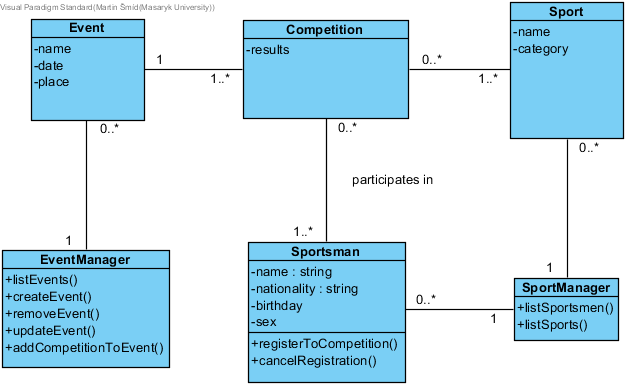 Visual Paradigm Standard(Martin Šmíd(Masaryk University))
Event
-name
-date
-place
1
1..*
0..*
Competition
-results
0..*
1..*
0..*
Sport
-name
-category
0..*
participates in
1
EventManager
+listEvents()
+createEvent()
+removeEvent()
+updateEvent()
+addCompetitionToEvent()
1..*
Sportsman
-name : string
-nationality : string
-birthday
-sex
+registerToCompetition()
+cancelRegistration()
0..*
1
1
SportManager
+listSportsmen()
+listSports()